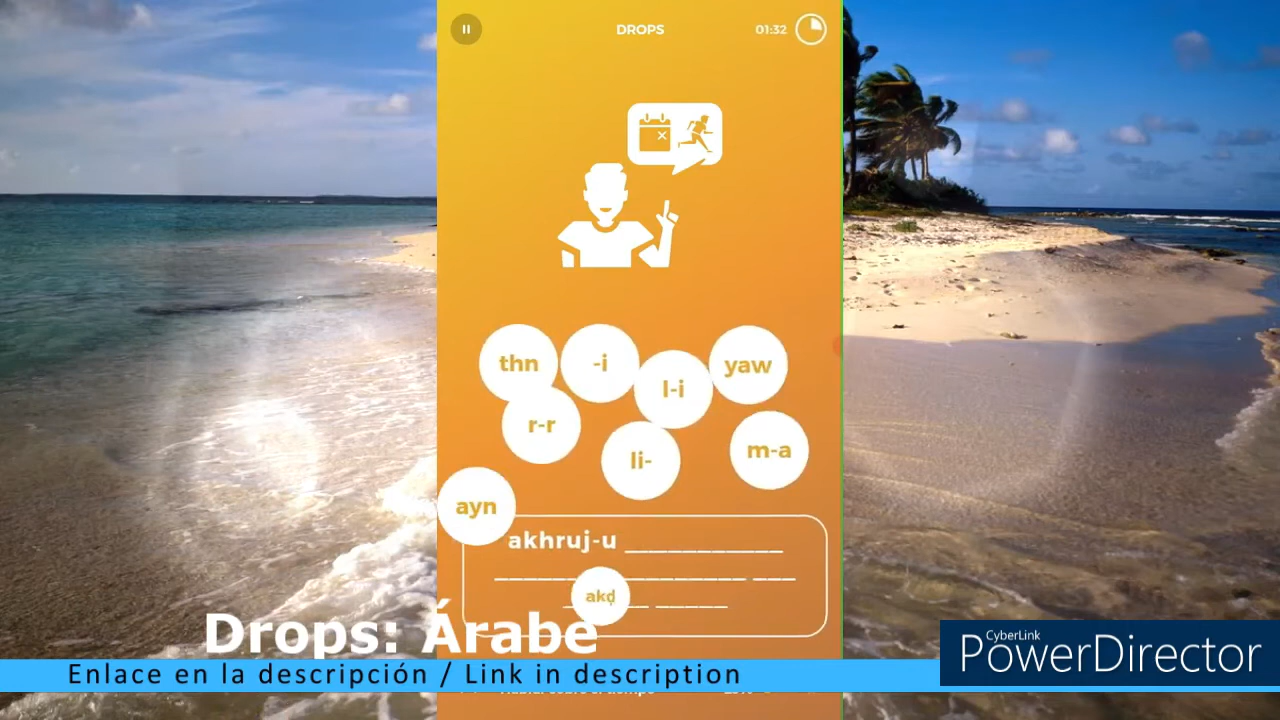 DROPS
01:32
thn
-i
l-i
yaw
r-r
li-
m-a
ayn
akhruj-u
akḍ
Drops: Árabe
Enlace en la descripción / Link in description
CyberLink
PowerDirector